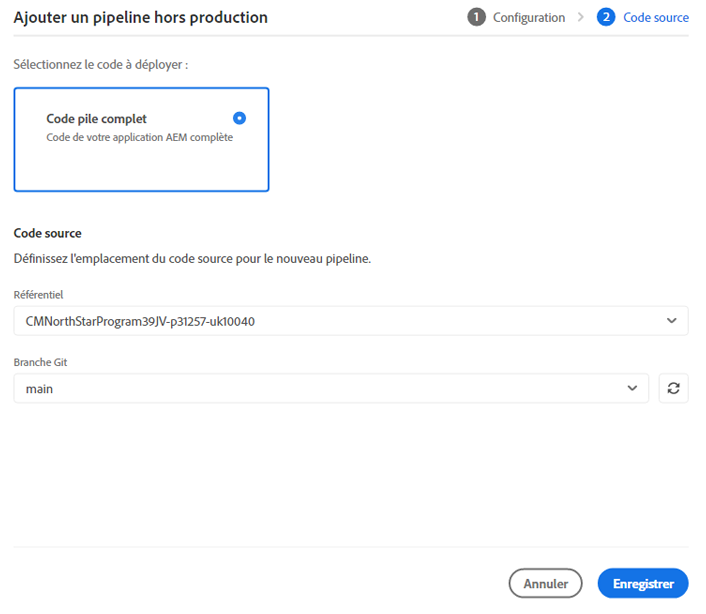 Ajouter un pipeline hors production
1 Configuration
2 Code source
Sélectionnez le code à déployer :
Code pile complet
Code de votre application AEM complète
Code source
Définissez l'emplacement du code source pour le nouveau pipeline.
Référentiel
CMNorthStarProgram39JV-p31257-uk10040
Branche Git
main
Annuler
Enregistrer